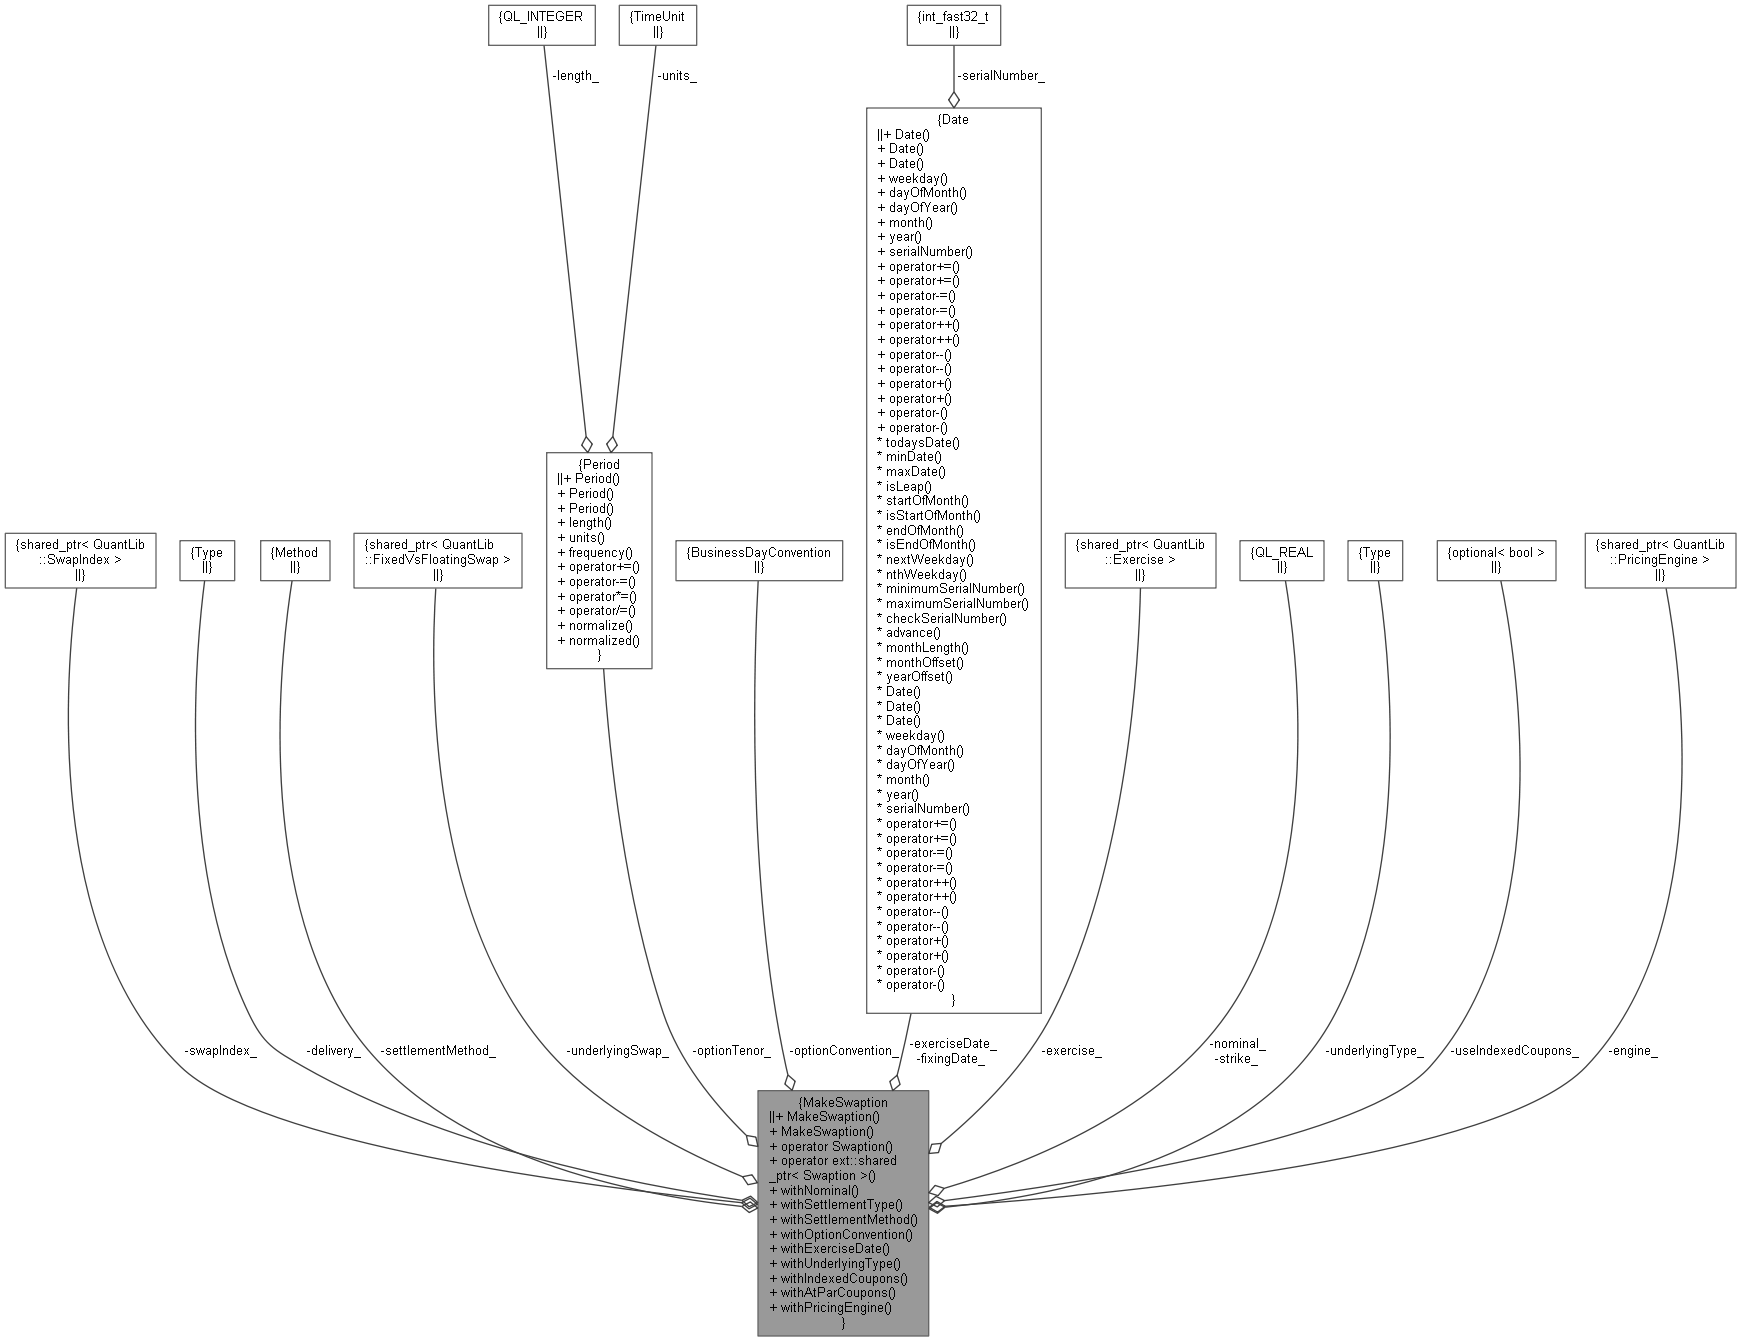 {QL_INTEGER
||}
{TimeUnit
||}
{int_fast32_t
||}
-length_
-units_
-serialNumber_
{Date
||+ Date()
+ Date()
+ Date()
+ weekday()
+ dayOfMonth()
+ dayOfYear()
+ month()
+ year()
+ serialNumber()
+ operator+=()
+ operator+=()
+ operator-=()
+ operator-=()
+ operator++()
+ operator++()
+ operator--()
+ operator--()
+ operator+()
+ operator+()
+ operator-()
+ operator-()
* todaysDate()
* minDate()
* maxDate()
* isLeap()
* startOfMonth()
* isStartOfMonth()
* endOfMonth()
* isEndOfMonth()
* nextWeekday()
* nthWeekday()
* minimumSerialNumber()
* maximumSerialNumber()
* checkSerialNumber()
* advance()
* monthLength()
* monthOffset()
* yearOffset()
* Date()
* Date()
* Date()
* weekday()
* dayOfMonth()
* dayOfYear()
* month()
* year()
* serialNumber()
* operator+=()
* operator+=()
* operator-=()
* operator-=()
* operator++()
* operator++()
* operator--()
* operator--()
* operator+()
* operator+()
* operator-()
* operator-()
}
{Period
||+ Period()
+ Period()
+ Period()
+ length()
+ units()
+ frequency()
+ operator+=()
+ operator-=()
+ operator*=()
+ operator/=()
+ normalize()
+ normalized()
}
{shared_ptr< QuantLib
::SwapIndex >
||}
{Type
||}
{Method
||}
{shared_ptr< QuantLib
::FixedVsFloatingSwap >
||}
{BusinessDayConvention
||}
{shared_ptr< QuantLib
::Exercise >
||}
{QL_REAL
||}
{Type
||}
{optional< bool >
||}
{shared_ptr< QuantLib
::PricingEngine >
||}
-swapIndex_
-delivery_
-settlementMethod_
-underlyingSwap_
-optionTenor_
-optionConvention_
-exerciseDate_
-fixingDate_
-exercise_
-nominal_
-strike_
-underlyingType_
-useIndexedCoupons_
-engine_
{MakeSwaption
||+ MakeSwaption()
+ MakeSwaption()
+ operator Swaption()
+ operator ext::shared
_ptr< Swaption >()
+ withNominal()
+ withSettlementType()
+ withSettlementMethod()
+ withOptionConvention()
+ withExerciseDate()
+ withUnderlyingType()
+ withIndexedCoupons()
+ withAtParCoupons()
+ withPricingEngine()
}